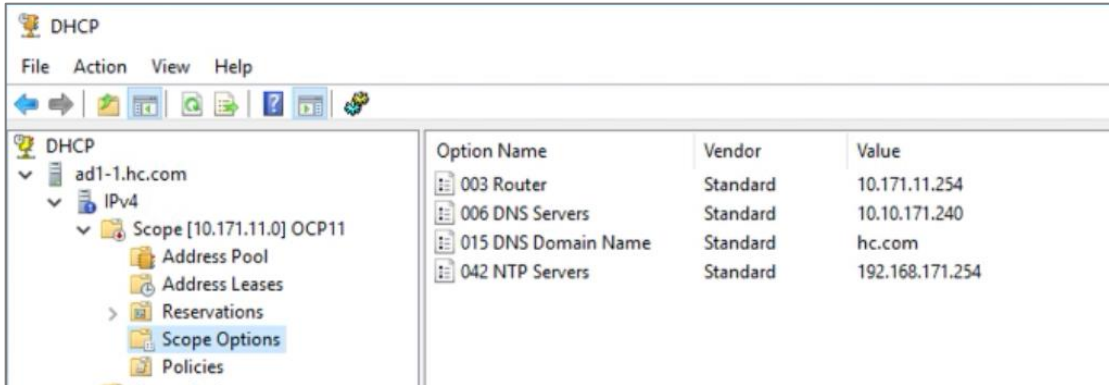 DHCP
File Action View Help
DHCP
ad1-1.hc.com
IPv4
Scope [10.171.11.0] OCP11
Address Pool
Address Leases
Reservations
Scope Options
Policies
Option Name Vendor Value
003 Router Standard 10.171.11.254
006 DNS Servers Standard 10.10.171.240
015 DNS Domain Name Standard hc.com
042 NTP Servers Standard 192.168.171.254